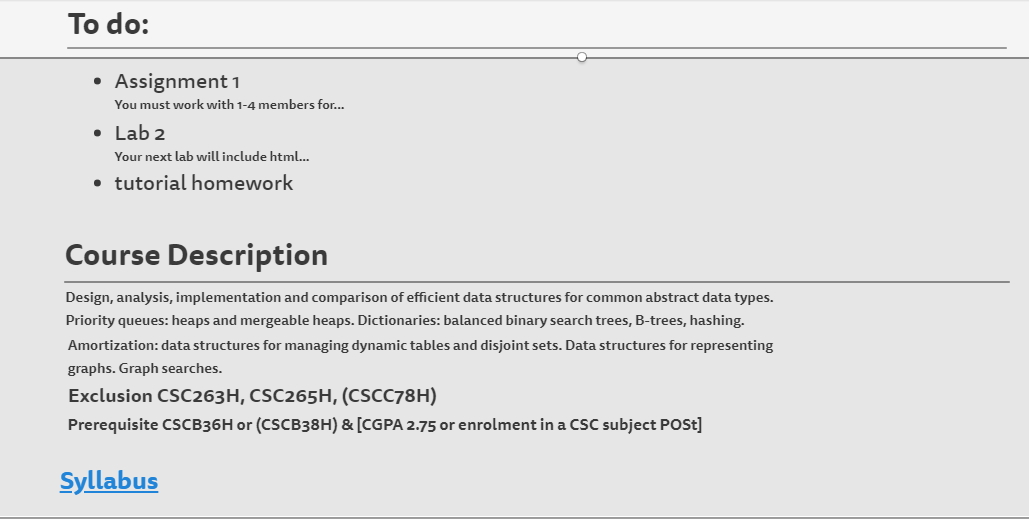 To do:
Assignment 1
You must work with 1-4 members for...
Lab 2
Your next lab will include html...
tutorial homework
Course Description
Design, analysis, implementation and comparison of efficient data structures for common abstract data types.
Priority queues: heaps and mergeable heaps. Dictionaries: balanced binary search trees, B-trees, hashing.
Amortization: data structures for managing dynamic tables and disjoint sets. Data structures for representing
graphs. Graph searches.
Exclusion CSC263H, CSC265H, (CSCC78H)
Prerequisite CSCB36H or (CSCB38H) & [CGPA 2.75 or enrolment in a CSC subject POSt]
Syllabus